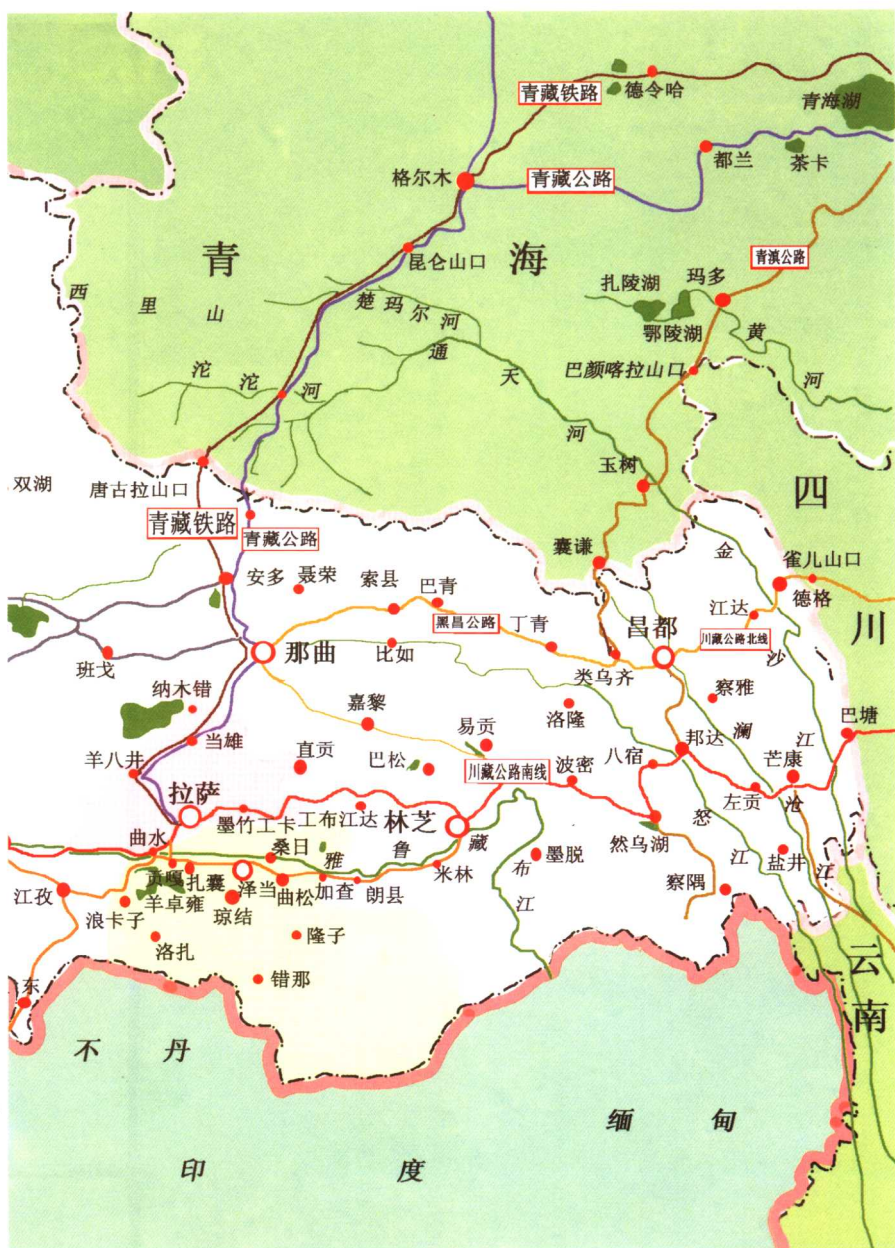 青藏铁路
德令哈
青海湖
都兰
茶卡
格尔木
青藏公路
青
海
昆仑山口
青滇公路
扎陵湖
玛多
鄂陵湖
黄
河
西
里
山
楚
玛
尔
河
通
天
河
沱
沱
河
巴颜喀拉山口
玉树
四
川
双湖
唐古拉山口
青藏铁路
青藏公路
囊谦
金
沙
江
雀儿山口
德格
江达
安多
聂荣
索县
巴青
黑昌公路
丁青
昌都
川藏公路北线
那曲
比如
类乌齐
班戈
纳木错
嘉黎
洛隆
察雅
澜
沧
江
巴塘
当雄
羊八井
直贡
巴松
易贡
川藏公路南线
波密
八宿
邦达
芒康
左贡
拉萨
墨竹工卡
工布江达
林芝
然乌湖
怒
江
盐井
曲水
桑日
雅
鲁
藏
布
江
墨脱
察隅
江孜
贡嘎
扎囊
泽当
曲松
加查
朗县
米林
浪卡子
羊卓雍
琼结
洛扎
隆子
错那
东
云
南
不
丹
缅
甸
印
度